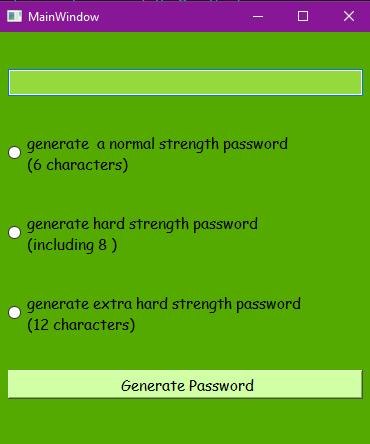 MainWindow
generate  a normal strength password
(6 characters)
generate hard strength password
(including 8 )
generate extra hard strength password
(12 characters)
Generate Password